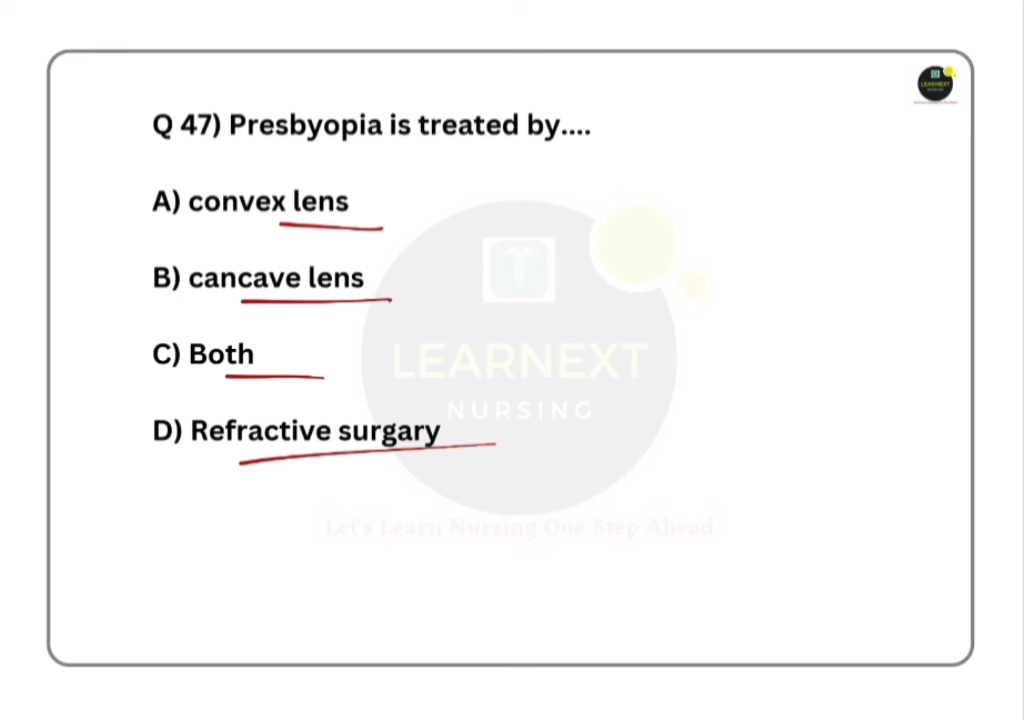 Q 47) Presbyopia is treated by....
A) convex lens
B) cancave lens
C) Both
D) Refractive surgary
LEARNEXT
NURSING
Let's Learn Nursing One Step Ahead
LEARNEXT